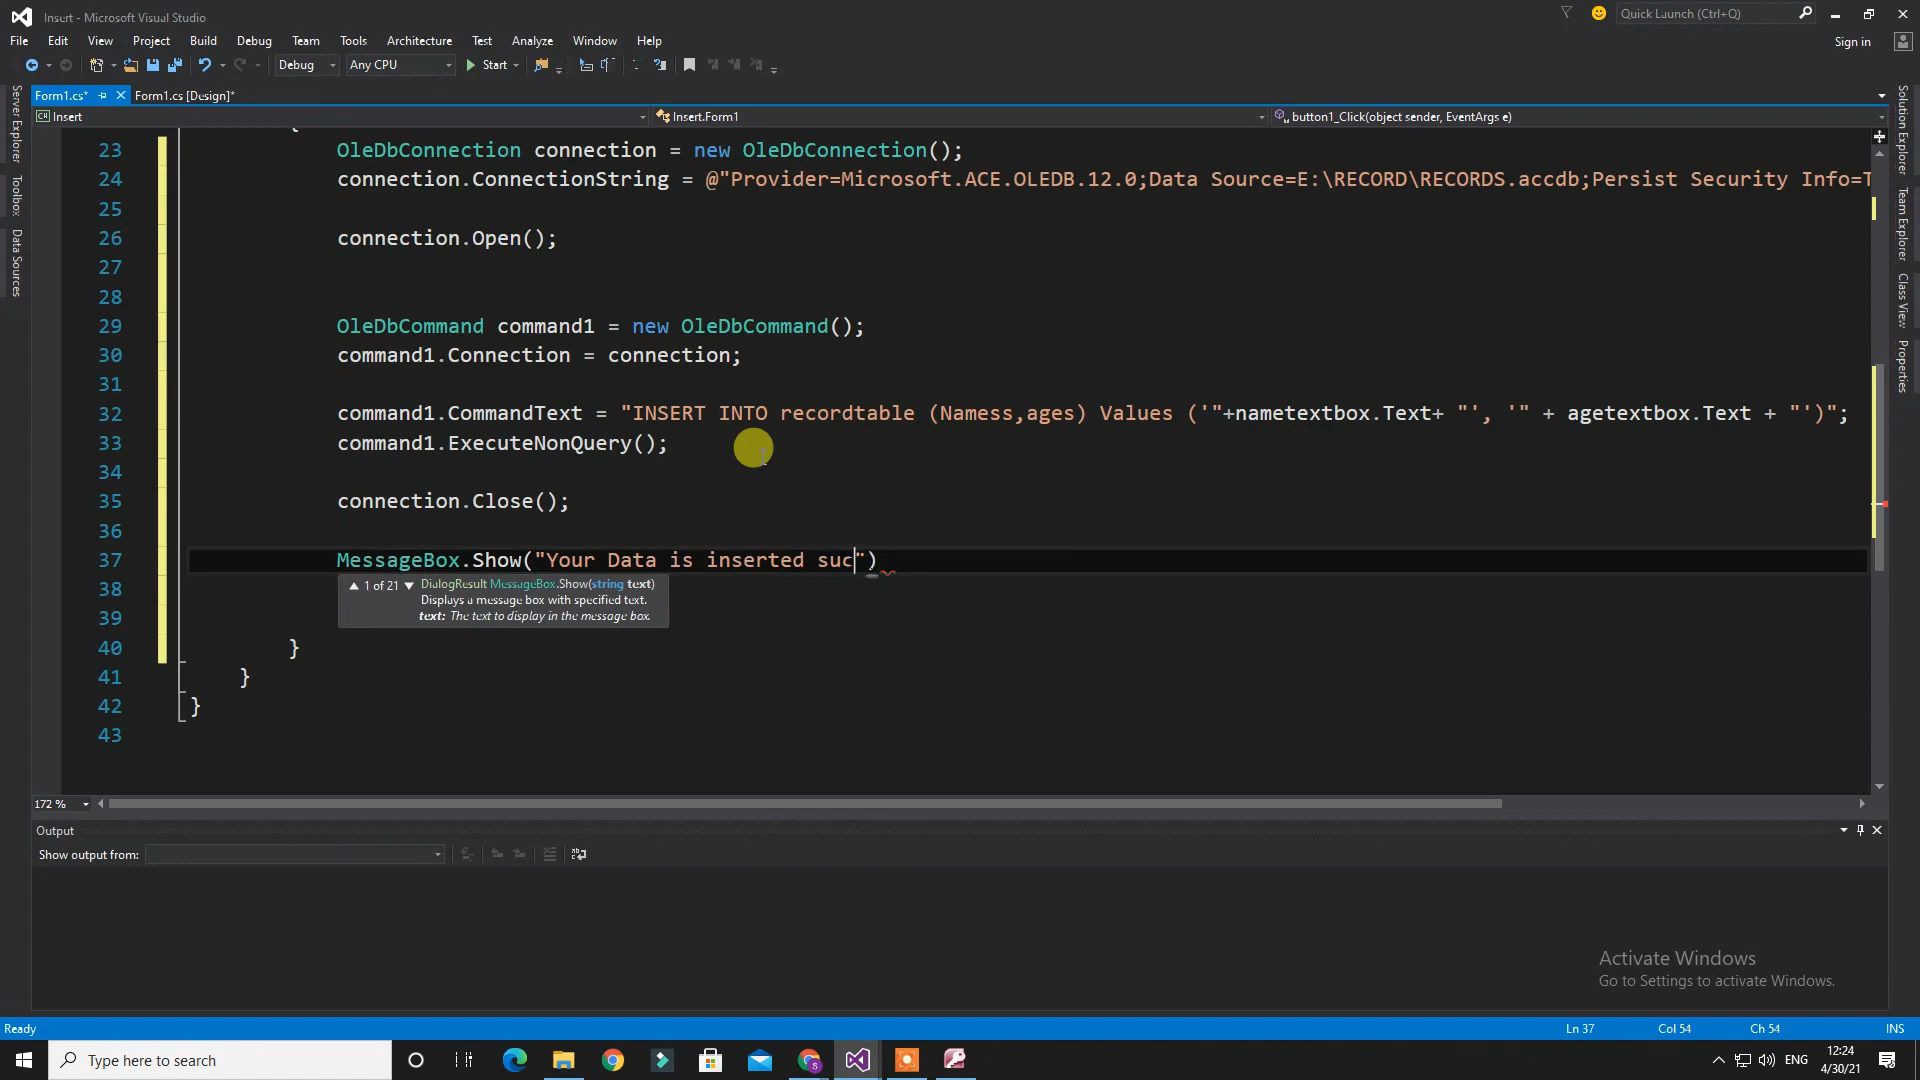 Insert - Microsoft Visual Studio
Quick Launch (Ctrl+Q)
File Edit View Project Build Debug Team Tools Architecture Test Analyze Window Help
Sign in
Debug Any CPU Start
Form1.cs* Form1.cs [Design]*
Insert Insert.Form1 button1_Click(object sender, EventArgs e)
Server Explorer
Toolbox
Data Sources
Solution Explorer
Team Explorer
Class View
Properties
{
23 OleDbConnection connection = new OleDbConnection();
24 connection.ConnectionString = @"Provider=Microsoft.ACE.OLEDB.12.0;Data Source=E:\RECORD\RECORDS.accdb;Persist Security Info=T
25
26 connection.Open();
27
28
29 OleDbCommand command1 = new OleDbCommand();
30 command1.Connection = connection;
31
32 command1.CommandText = "INSERT INTO recordtable (Namess,ages) Values ('"+nametextbox.Text+ "', '" + agetextbox.Text + "')";
33 command1.ExecuteNonQuery();
34
35 connection.Close();
36
37 MessageBox.Show("Your Data is inserted suc")
38
39
40 }
41 }
42 }
43
▲ 1 of 21 ▼ DialogResult MessageBox.Show(string text)
Displays a message box with specified text.
text: The text to display in the message box.
172 %
Output
Show output from:
Activate Windows
Go to Settings to activate Windows.
Ready Ln 37 Col 54 Ch 54 INS
Type here to search
ENG
12:24
4/30/21